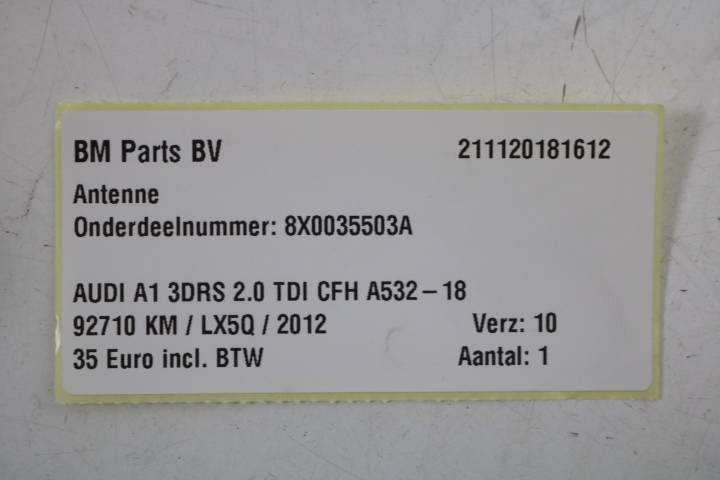 BM Parts BV 211120181612
Antenne
Onderdeelnummer: 8X0035503A
AUDI A1 3DRS 2.0 TDI CFH A532-18
92710 KM / LX5Q / 2012 Verz: 10
35 Euro incl. BTW Aantal: 1